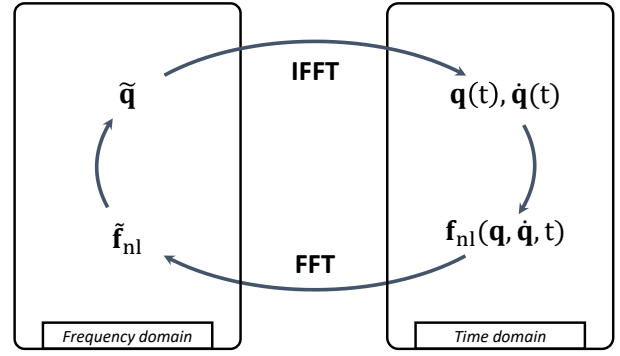 IFFT
q̃
q(t), q̇(t)
f̃nl
fnl(q, q̇, t)
FFT
Frequency domain
Time domain